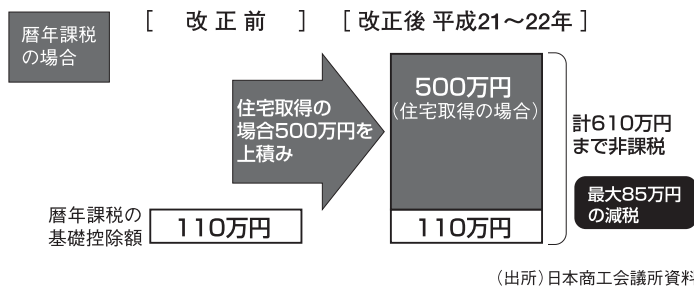 暦年課税
の場合
[ 改 正 前 ]
[ 改正後 平成21〜22年 ]
住宅取得の
場合500万円を
上積み
500万円
(住宅取得の場合)
計610万円
まで非課税
最大85万円
の減税
暦年課税の
基礎控除額
110万円
110万円
(出所)日本商工会議所資料